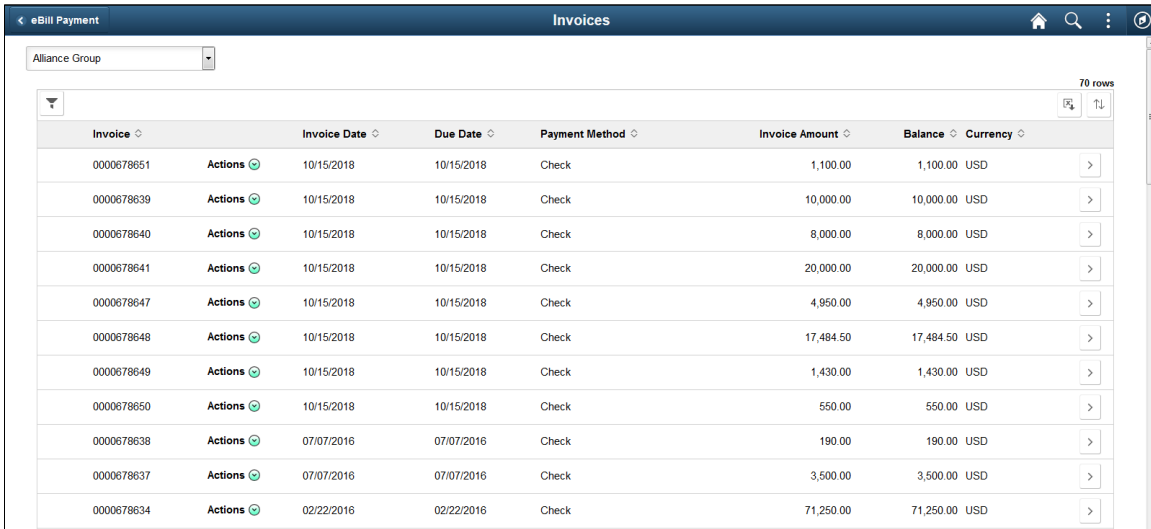 eBill Payment Invoices
Alliance Group
70 rows
Invoice Invoice Date Due Date Payment Method Invoice Amount Balance Currency
0000678651 Actions 10/15/2018 10/15/2018 Check 1,100.00 1,100.00 USD
0000678639 Actions 10/15/2018 10/15/2018 Check 10,000.00 10,000.00 USD
0000678640 Actions 10/15/2018 10/15/2018 Check 8,000.00 8,000.00 USD
0000678641 Actions 10/15/2018 10/15/2018 Check 20,000.00 20,000.00 USD
0000678647 Actions 10/15/2018 10/15/2018 Check 4,950.00 4,950.00 USD
0000678648 Actions 10/15/2018 10/15/2018 Check 17,484.50 17,484.50 USD
0000678649 Actions 10/15/2018 10/15/2018 Check 1,430.00 1,430.00 USD
0000678650 Actions 10/15/2018 10/15/2018 Check 550.00 550.00 USD
0000678638 Actions 07/07/2016 07/07/2016 Check 190.00 190.00 USD
0000678637 Actions 07/07/2016 07/07/2016 Check 3,500.00 3,500.00 USD
0000678634 Actions 02/22/2016 02/22/2016 Check 71,250.00 71,250.00 USD